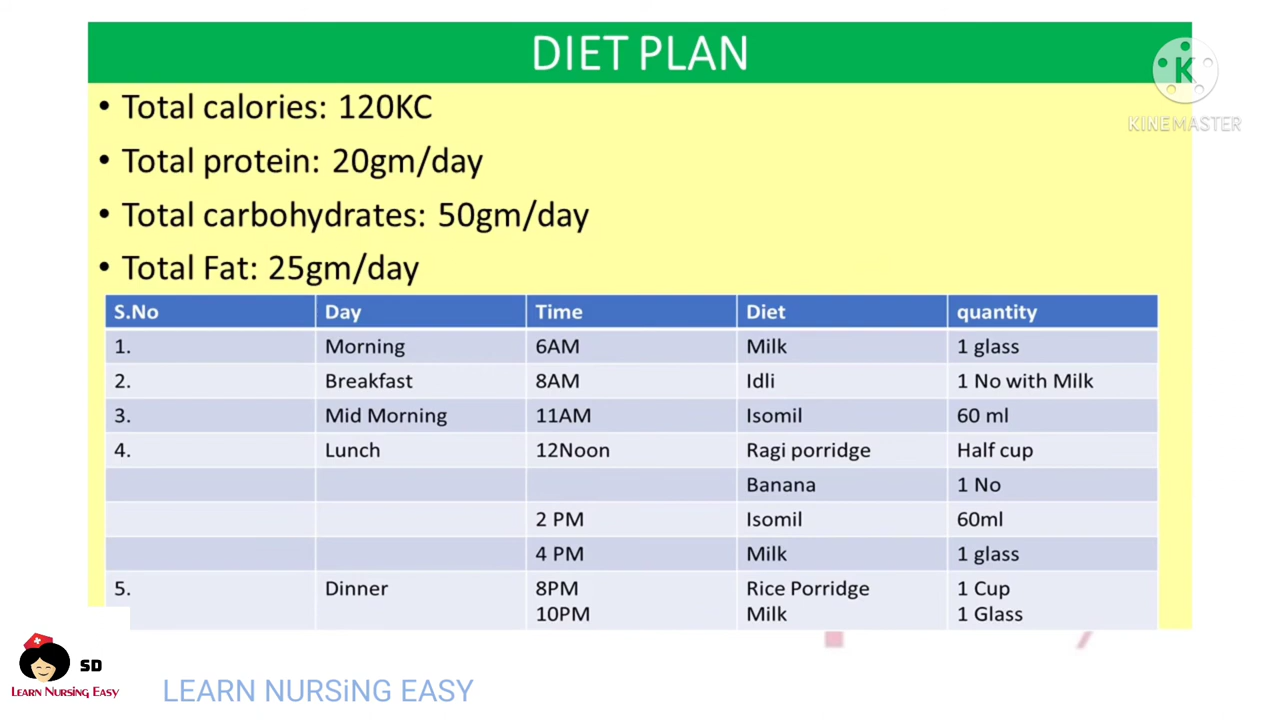 DIET PLAN
K
KINEMASTER
• Total calories: 120KC
• Total protein: 20gm/day
• Total carbohydrates: 50gm/day
• Total Fat: 25gm/day
S.No Day Time Diet quantity
1. Morning 6AM Milk 1 glass
2. Breakfast 8AM Idli 1 No with Milk
3. Mid Morning 11AM Isomil 60 ml
4. Lunch 12Noon Ragi porridge Half cup
Banana 1 No
2 PM Isomil 60ml
4 PM Milk 1 glass
5. Dinner 8PM Rice Porridge 1 Cup
10PM Milk 1 Glass
SD
LEARN NURSING EASY
LEARN NURSiNG EASY